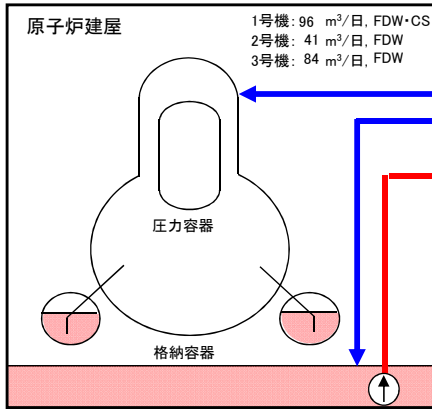 原子炉建屋
1号機: 96 m³/日, FDW・CS
2号機: 41 m³/日, FDW
3号機: 84 m³/日, FDW
圧力容器
格納容器